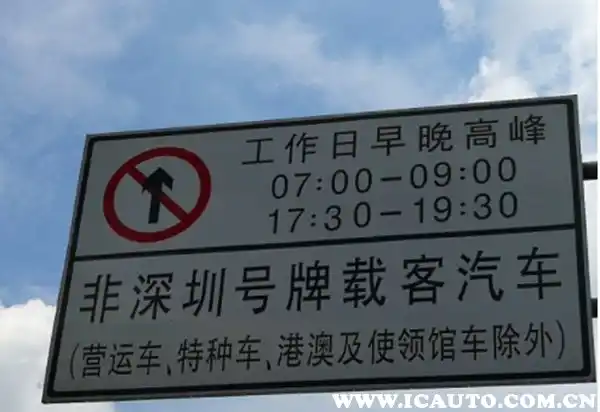 工作日早晚高峰
07:00-09:00
17:30-19:30
非深圳号牌载客汽车
(营运车、特种车、港澳及使领馆车除外)
WWW.ICAUTO.COM.CN